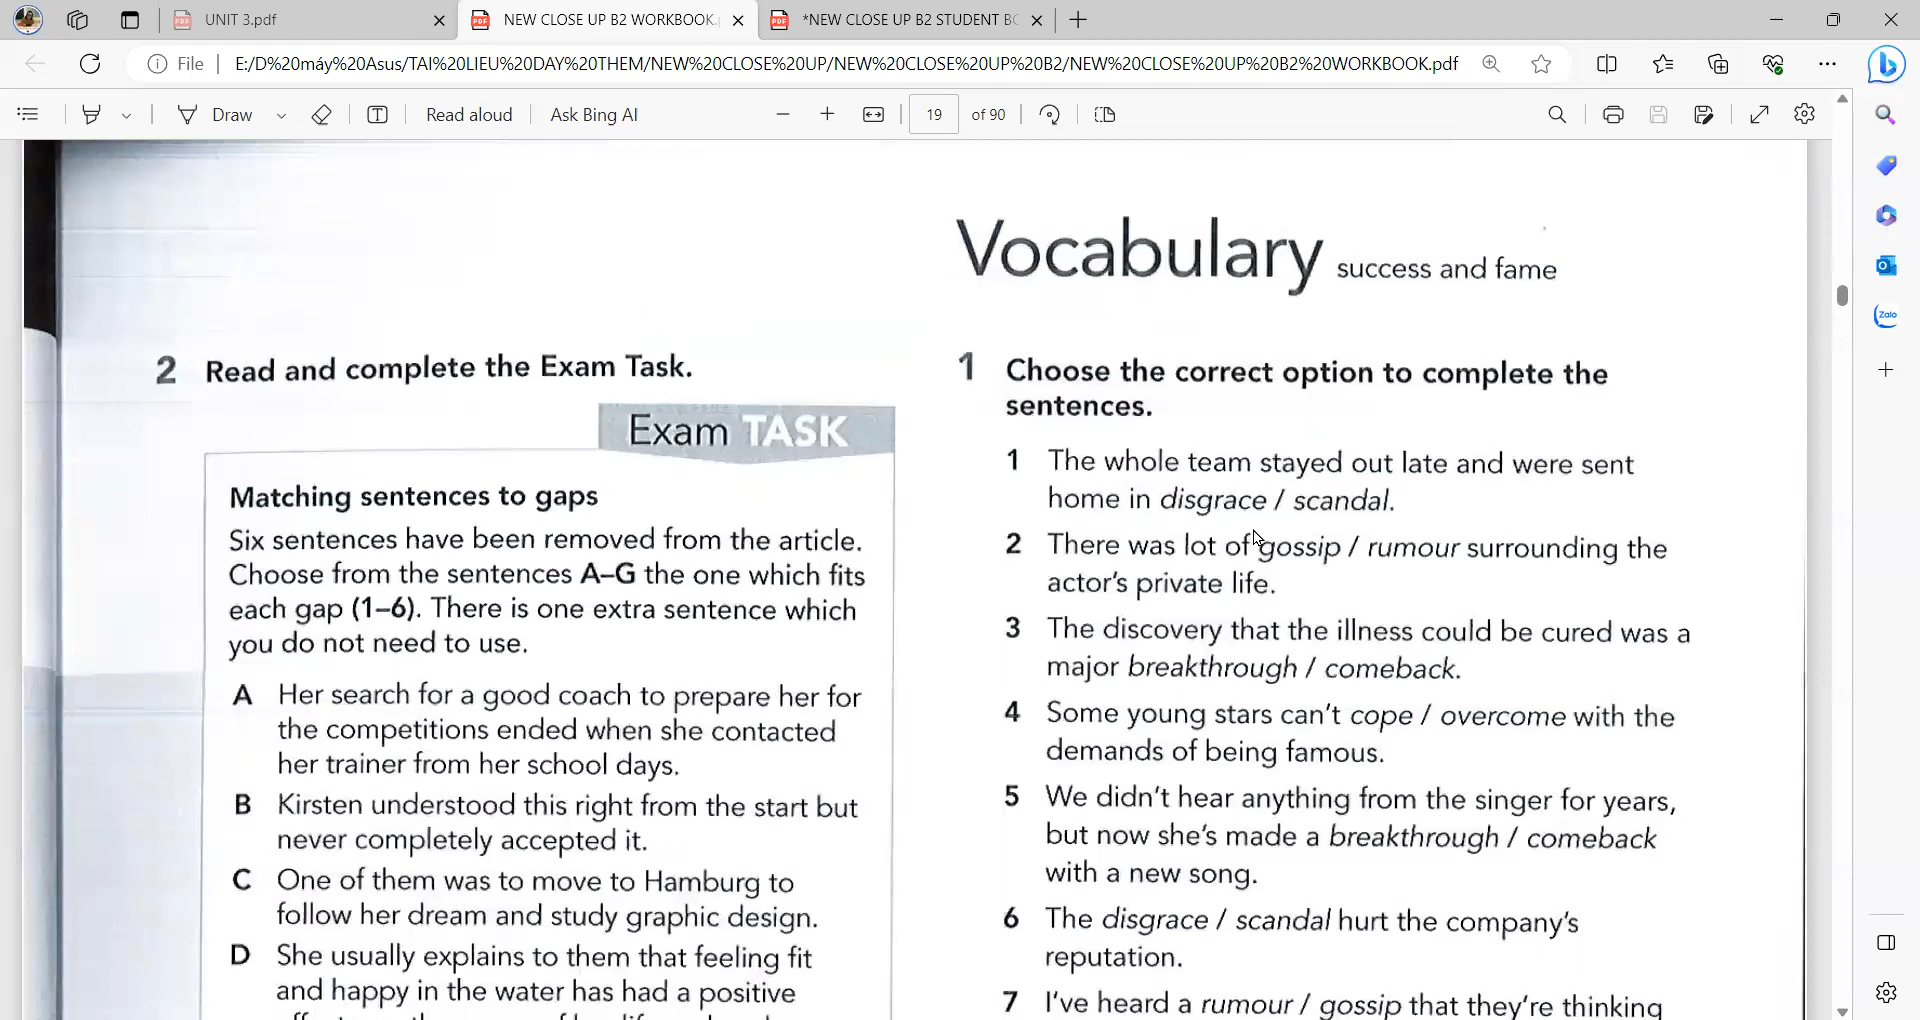 UNIT 3.pdf
NEW CLOSE UP B2 WORKBOOK.
*NEW CLOSE UP B2 STUDENT BC
File
E:/D%20máy%20Asus/TAI%20LIEU%20DAY%20THEM/NEW%20CLOSE%20UP/NEW%20CLOSE%20UP%20B2/NEW%20CLOSE%20UP%20B2%20WORKBOOK.pdf
Draw
Read aloud
Ask Bing AI
19
of 90
Vocabulary success and fame
2 Read and complete the Exam Task.
Exam TASK
Matching sentences to gaps
Six sentences have been removed from the article.
Choose from the sentences A–G the one which fits
each gap (1–6). There is one extra sentence which
you do not need to use.
A Her search for a good coach to prepare her for
the competitions ended when she contacted
her trainer from her school days.
B Kirsten understood this right from the start but
never completely accepted it.
C One of them was to move to Hamburg to
follow her dream and study graphic design.
D She usually explains to them that feeling fit
and happy in the water has had a positive
1 Choose the correct option to complete the
sentences.
1 The whole team stayed out late and were sent
home in disgrace / scandal.
2 There was lot of gossip / rumour surrounding the
actor's private life.
3 The discovery that the illness could be cured was a
major breakthrough / comeback.
4 Some young stars can't cope / overcome with the
demands of being famous.
5 We didn't hear anything from the singer for years,
but now she's made a breakthrough / comeback
with a new song.
6 The disgrace / scandal hurt the company's
reputation.
7 I've heard a rumour / gossip that they're thinking
Zalo